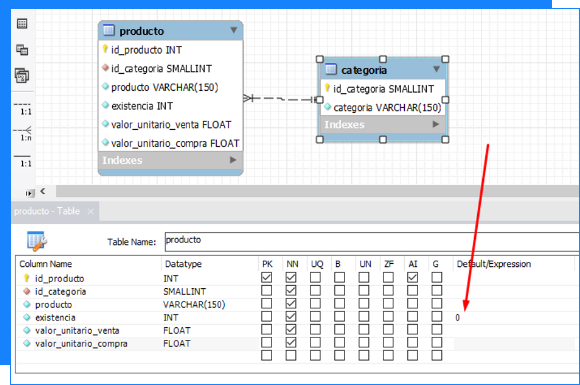 producto
id_producto INT
id_categoria SMALLINT
producto VARCHAR(150)
existencia INT
valor_unitario_venta FLOAT
valor_unitario_compra FLOAT
Indexes
categoria
id_categoria SMALLINT
categoria VARCHAR(150)
Indexes
1:1
1:n
1:1
producto - Table
Table Name: producto
Column Name Datatype PK NN UQ B UN ZF AI G Default/Expression
id_producto INT
id_categoria SMALLINT
producto VARCHAR(150)
existencia INT 0
valor_unitario_venta FLOAT
valor_unitario_compra FLOAT